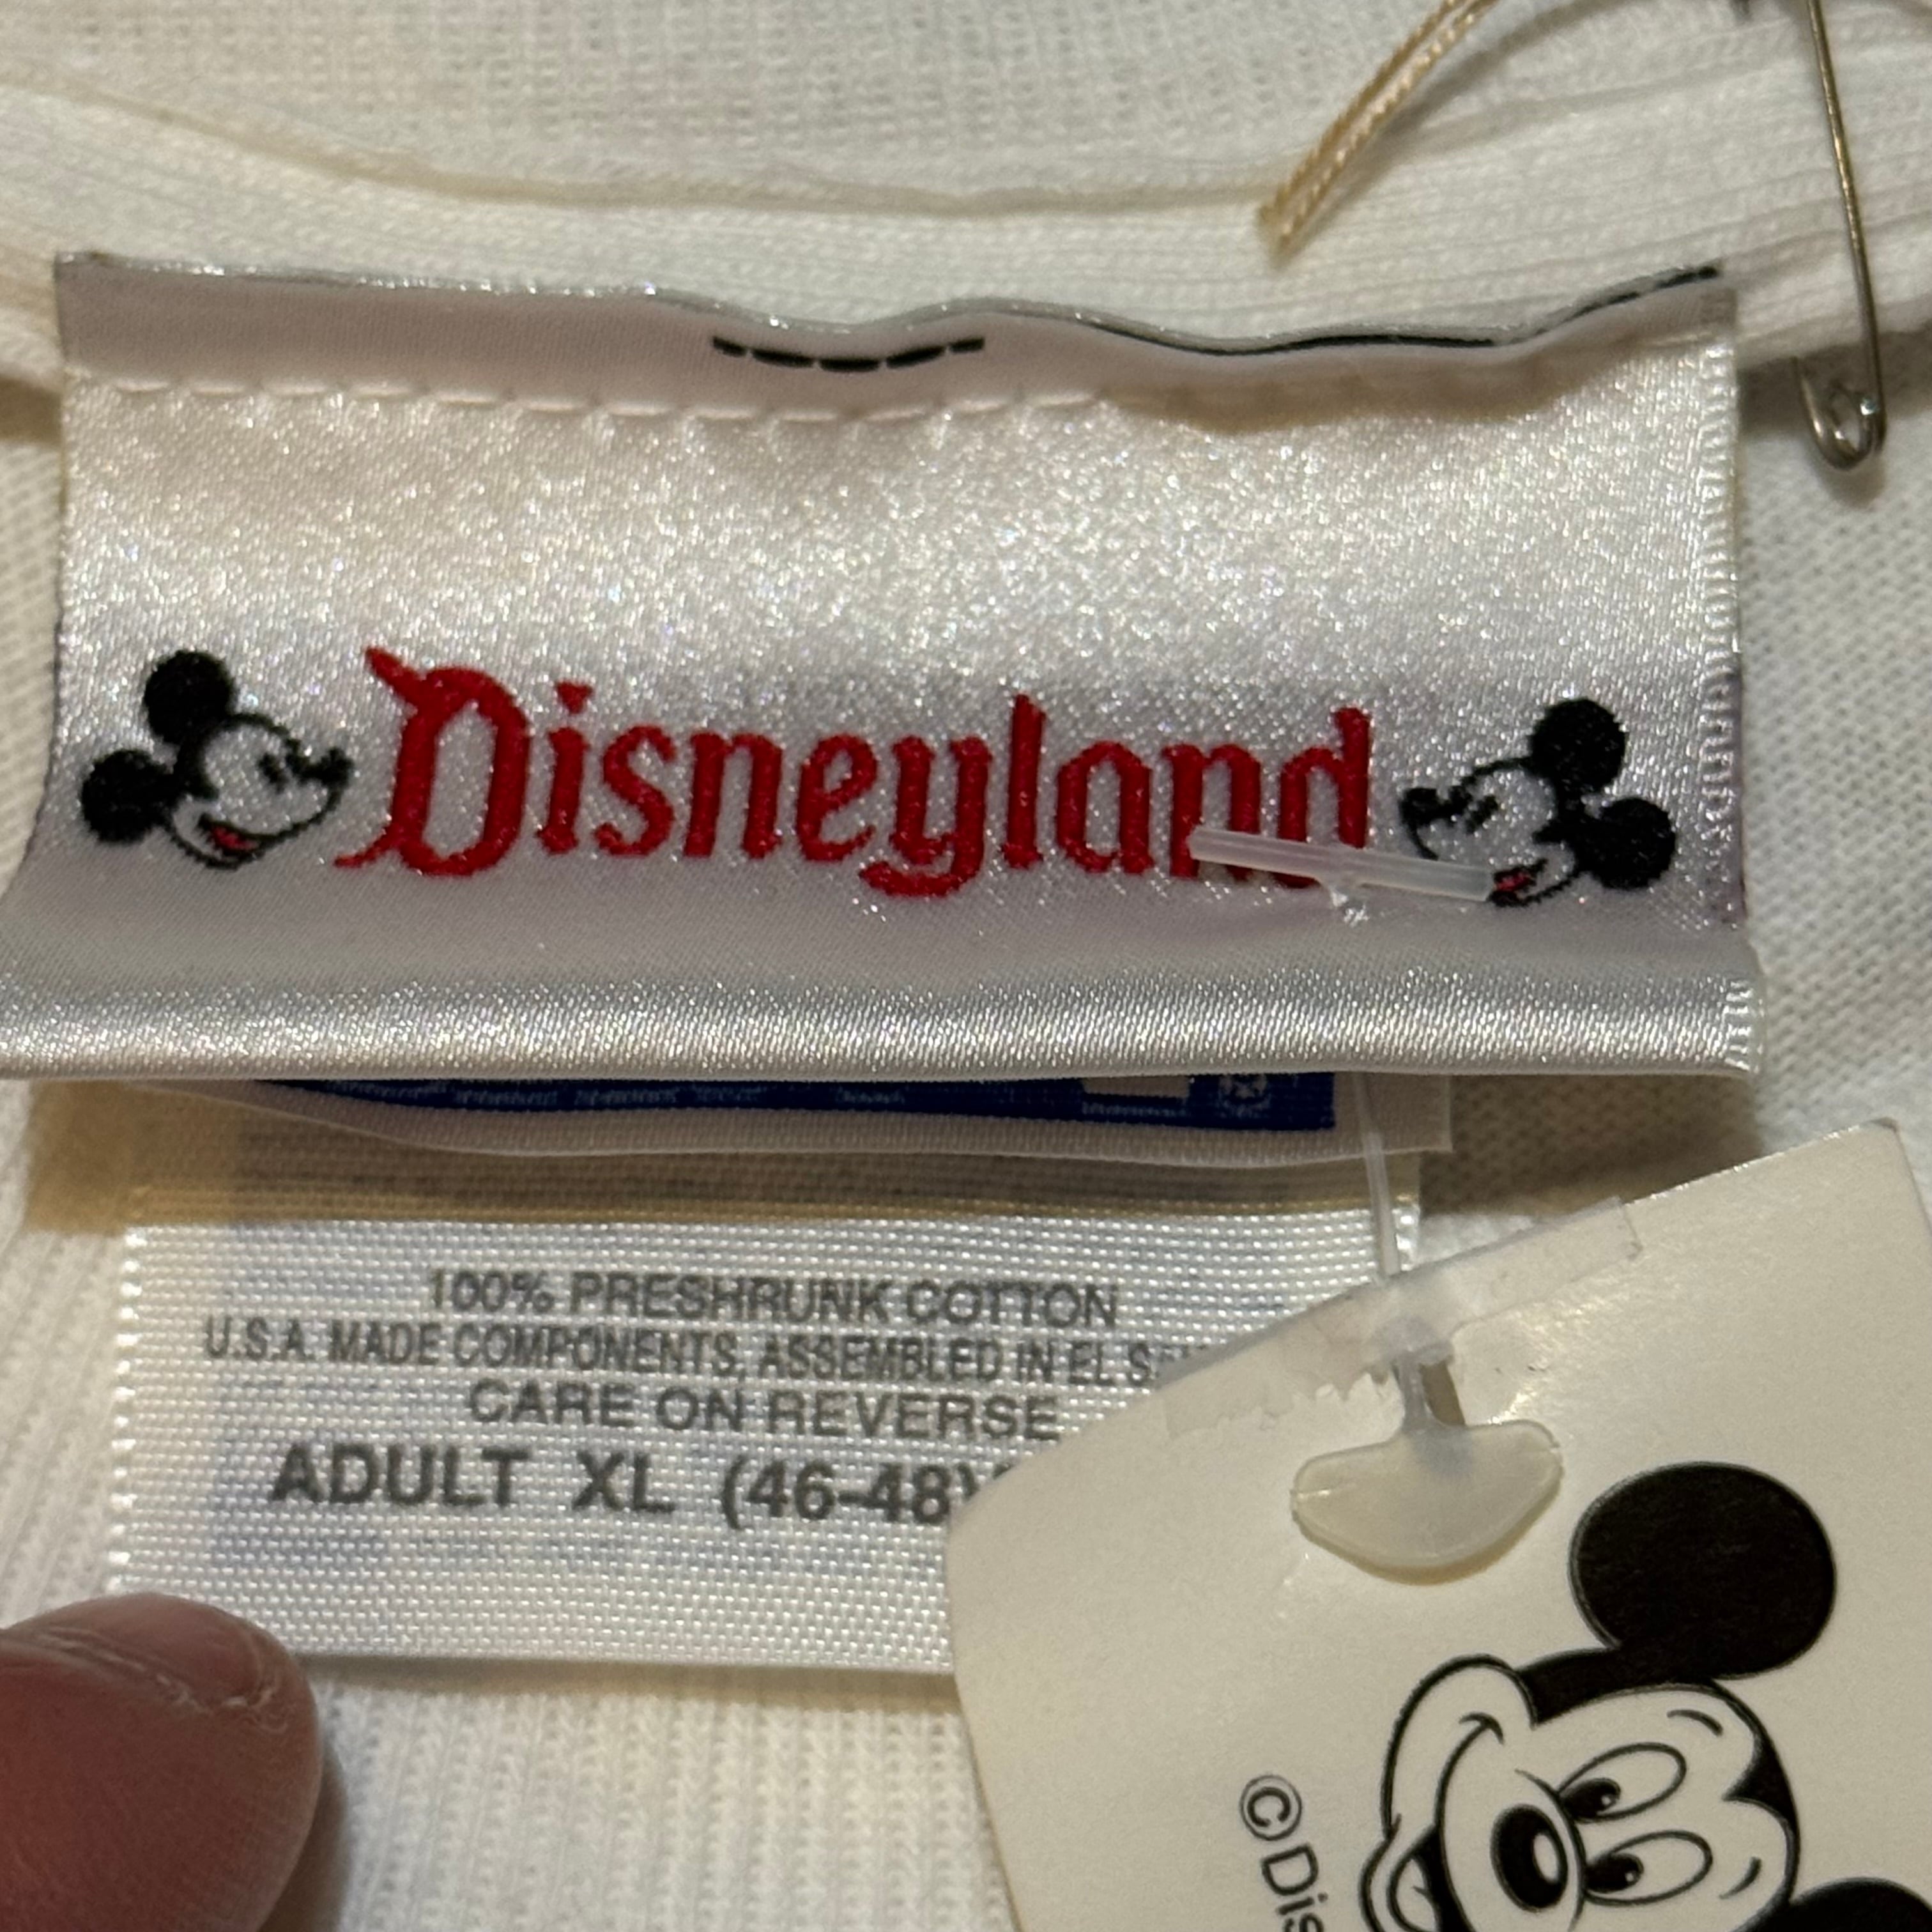 Disneyland
100% PRESHRUNK COTTON
U.S.A. MADE COMPONENTS, ASSEMBLED IN EL
CARE ON REVERSE
ADULT XL (46-48)
©Dis